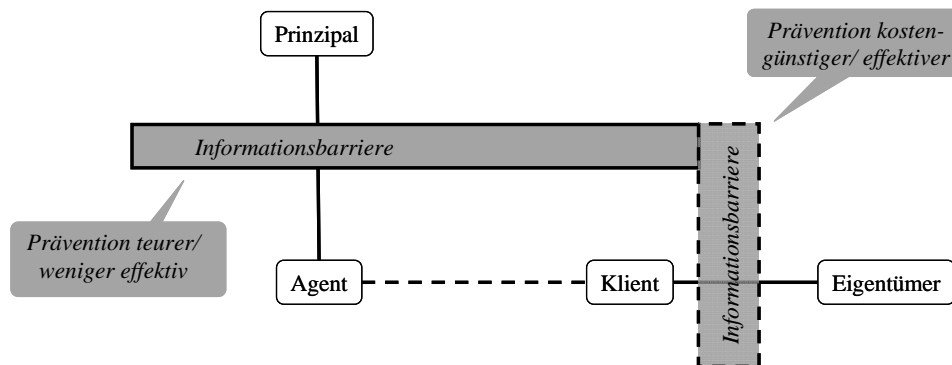 Prinzipal
Prävention kosten-
günstiger/ effektiver
Informationsbarriere
Informationsbarriere
Prävention teurer/
weniger effektiv
Agent
Klient
Eigentümer